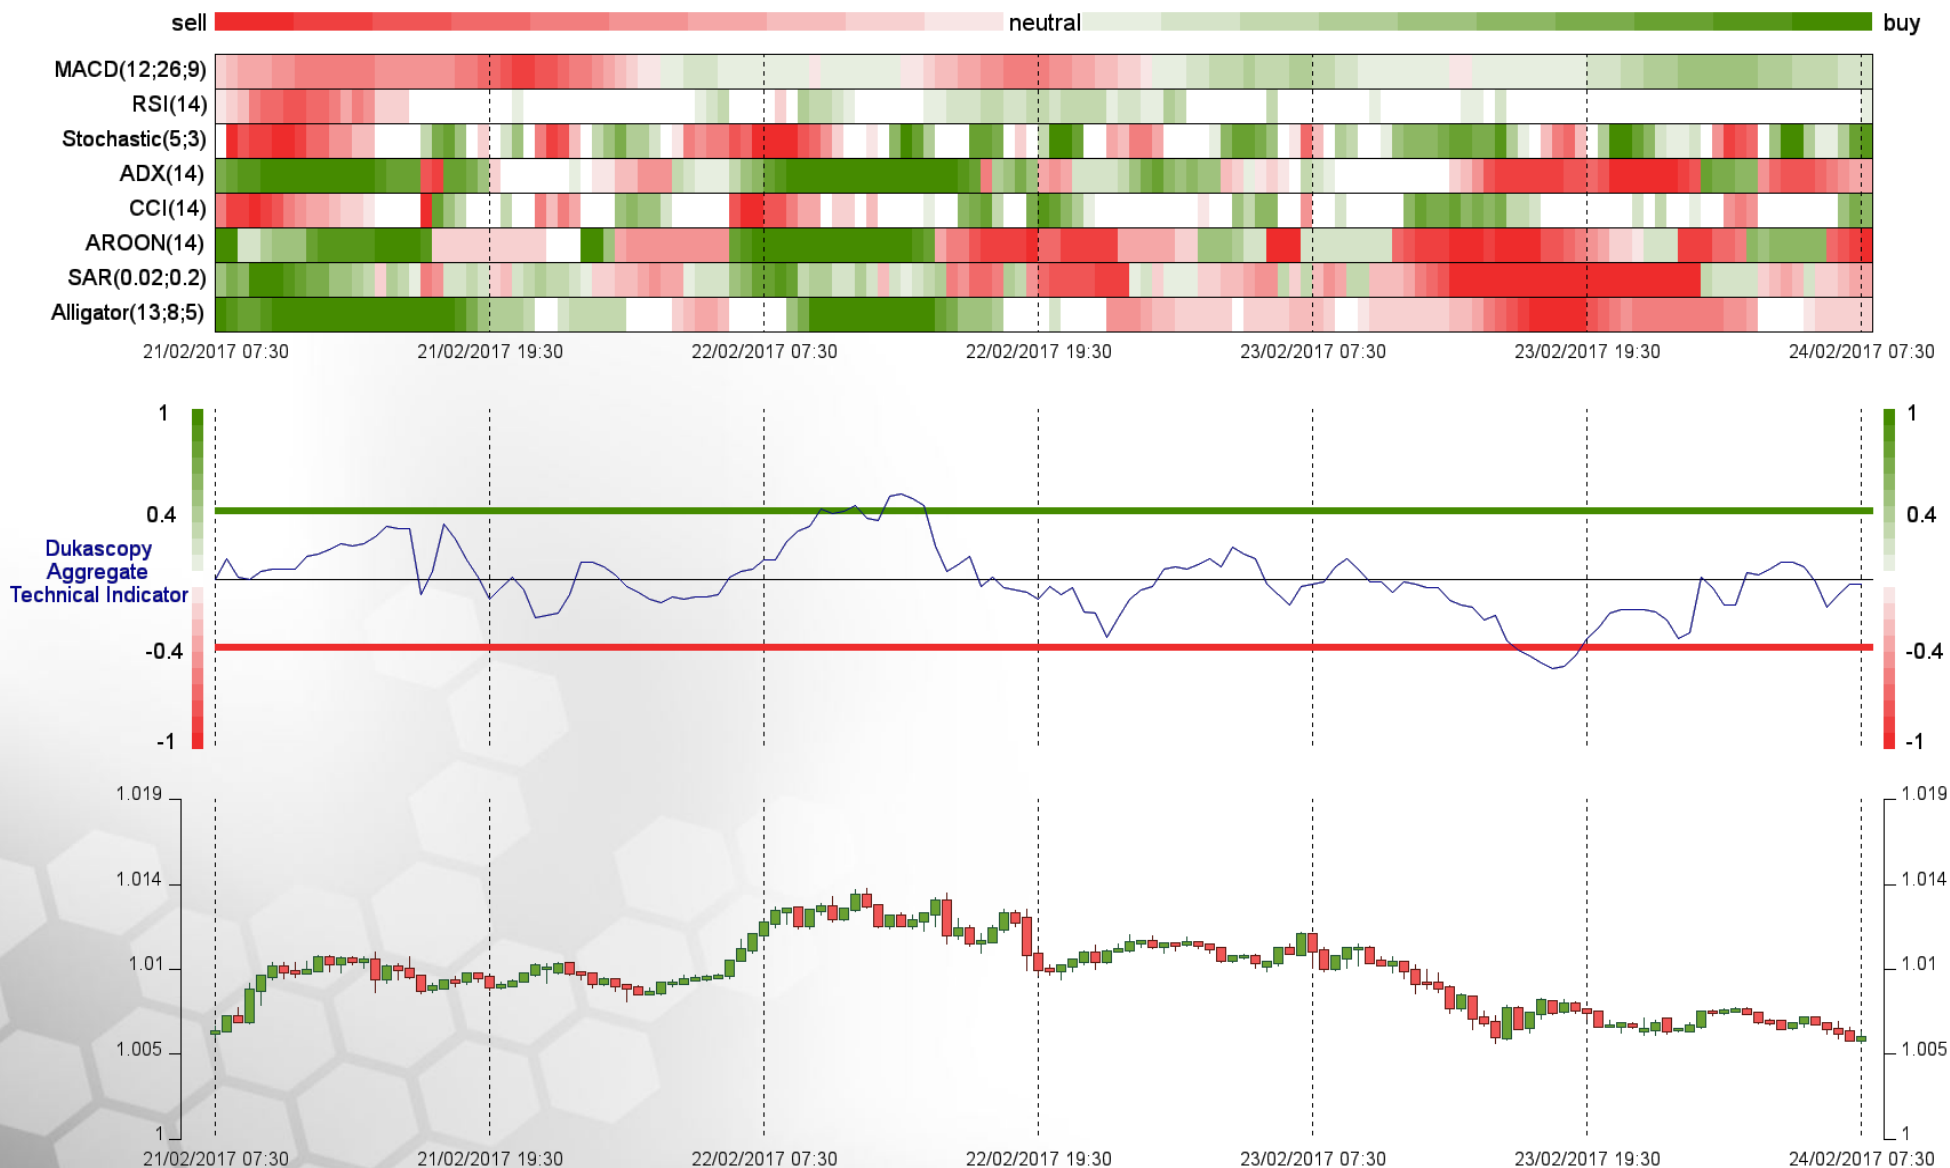 sell neutral buy
MACD(12;26;9)
RSI(14)
Stochastic(5;3)
ADX(14)
CCI(14)
AROON(14)
SAR(0.02;0.2)
Alligator(13;8;5)
21/02/2017 07:30 21/02/2017 19:30 22/02/2017 07:30 22/02/2017 19:30 23/02/2017 07:30 23/02/2017 19:30 24/02/2017 07:30
1 1
0.4 0.4
Dukascopy
Aggregate
Technical Indicator
-0.4 -0.4
-1 -1
1.019 1.019
1.014 1.014
1.01 1.01
1.005 1.005
1 1
21/02/2017 07:30 21/02/2017 19:30 22/02/2017 07:30 22/02/2017 19:30 23/02/2017 07:30 23/02/2017 19:30 24/02/2017 07:30